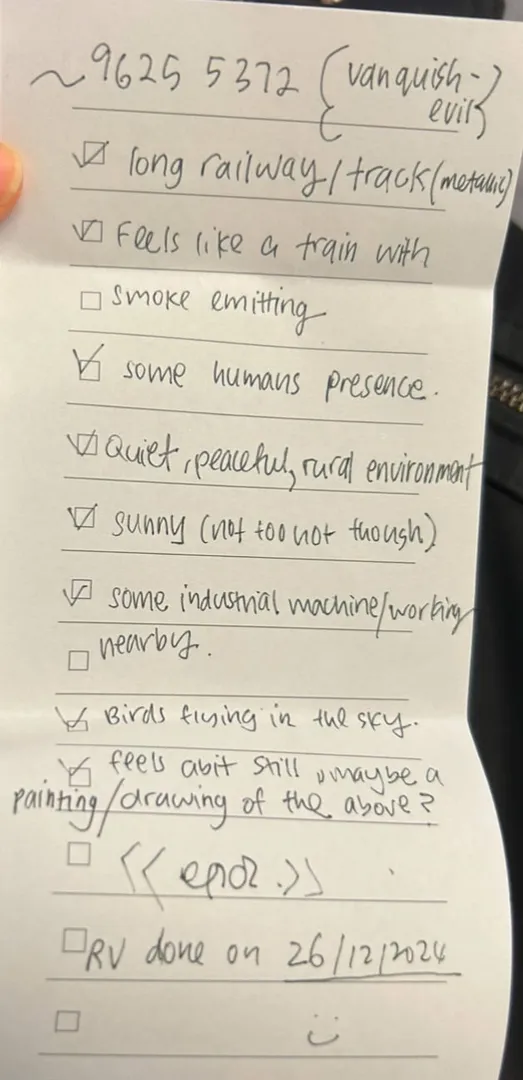 ~ 9625 5372 {vanquish-
evil}
☑ long railway/track (metallic)
☑ Feels like a train with
☐ smoke emitting
☑ some humans presence.
☑ Quiet, peaceful, rural environment
☑ sunny (not too hot though)
☑ some industrial machine/working
☐ nearby.
☑ Birds flying in the sky.
☑ feels abit still, maybe a
painting/drawing of the above?
☐ << end. >>
☐ RV done on 26/12/2024
☐ :)